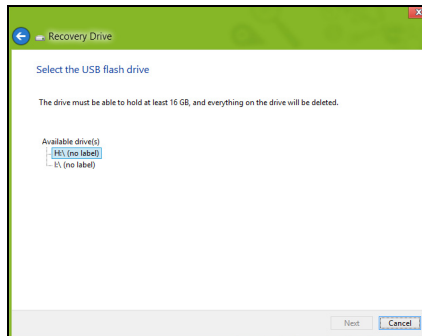 Recovery Drive
Select the USB flash drive
The drive must be able to hold at least 16 GB, and everything on the drive will be deleted.
Available drive(s)
H:\ (no label)
I:\ (no label)
Next Cancel